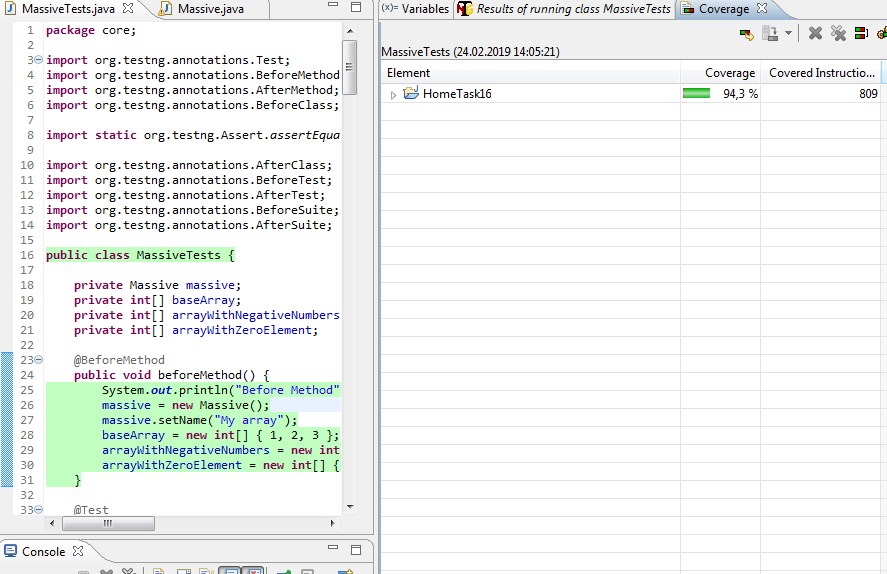 MassiveTests.java
Massive.java
1 package core;
2
3 import org.testng.annotations.Test;
4 import org.testng.annotations.BeforeMethod
5 import org.testng.annotations.AfterMethod;
6 import org.testng.annotations.BeforeClass;
7
8 import static org.testng.Assert.assertEqua
9
10 import org.testng.annotations.AfterClass;
11 import org.testng.annotations.BeforeTest;
12 import org.testng.annotations.AfterTest;
13 import org.testng.annotations.BeforeSuite;
14 import org.testng.annotations.AfterSuite;
15
16 public class MassiveTests {
17
18 private Massive massive;
19 private int[] baseArray;
20 private int[] arrayWithNegativeNumbers
21 private int[] arrayWithZeroElement;
22
23 @BeforeMethod
24 public void beforeMethod() {
25 System.out.println("Before Method"
26 massive = new Massive();
27 massive.setName("My array");
28 baseArray = new int[] { 1, 2, 3 };
29 arrayWithNegativeNumbers = new int
30 arrayWithZeroElement = new int[] {
31 }
32
33 @Test
Console
(x)= Variables
Results of running class MassiveTests
Coverage
MassiveTests (24.02.2019 14:05:21)
Element Coverage Covered Instructio...
HomeTask16 94,3 % 809